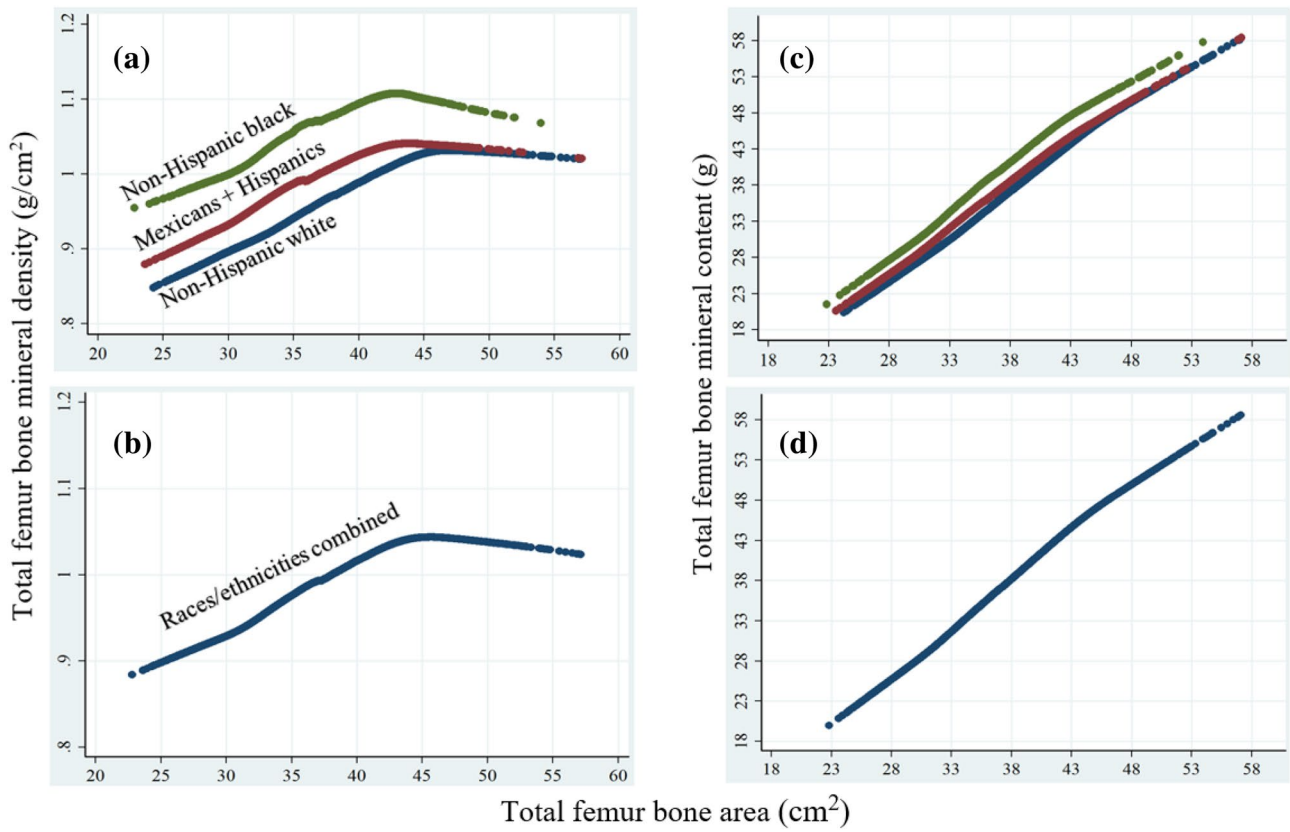 Total femur bone mineral density (g/cm²)
(a)
1.2
1.1
1
.9
.8
Non-Hispanic black
Mexicans + Hispanics
Non-Hispanic white
20 25 30 35 40 45 50 55 60
(b)
1.2
1.1
1
.9
.8
Races/ethnicities combined
20 25 30 35 40 45 50 55 60
Total femur bone mineral content (g)
(c)
58
53
48
43
38
33
28
23
18
18 23 28 33 38 43 48 53 58
(d)
58
53
48
43
38
33
28
23
18
18 23 28 33 38 43 48 53 58
Total femur bone area (cm²)